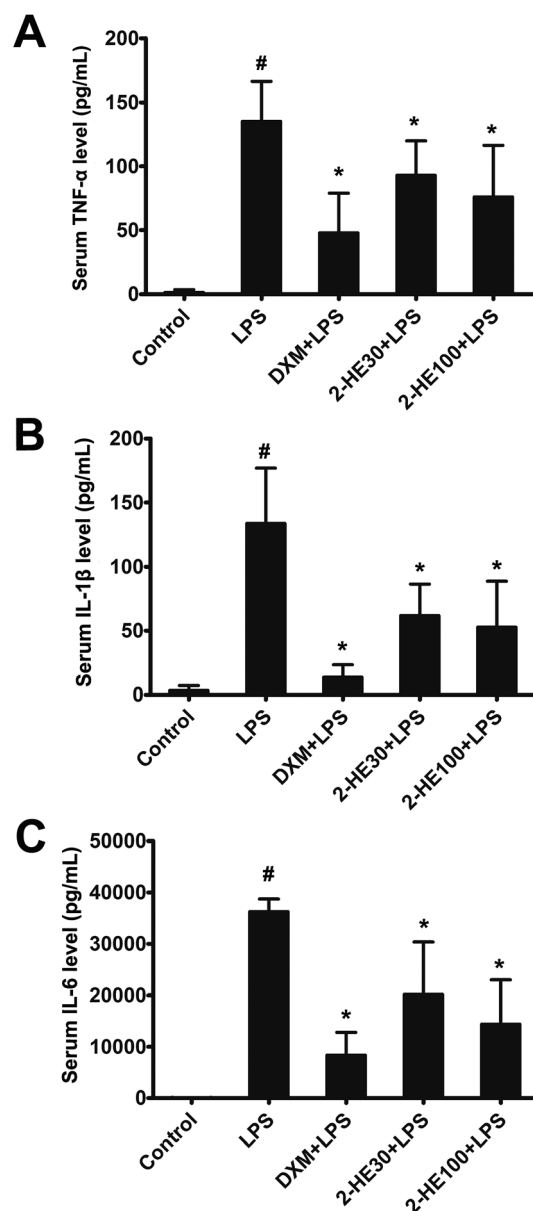 A
Serum TNF-α level (pg/mL)
200
150
100
50
0
#
*
*
*
Control
LPS
DXM+LPS
2-HE30+LPS
2-HE100+LPS
B
Serum IL-1β level (pg/mL)
200
150
100
50
0
#
*
*
*
Control
LPS
DXM+LPS
2-HE30+LPS
2-HE100+LPS
C
Serum IL-6 level (pg/mL)
50000
40000
30000
20000
10000
0
#
*
*
*
Control
LPS
DXM+LPS
2-HE30+LPS
2-HE100+LPS